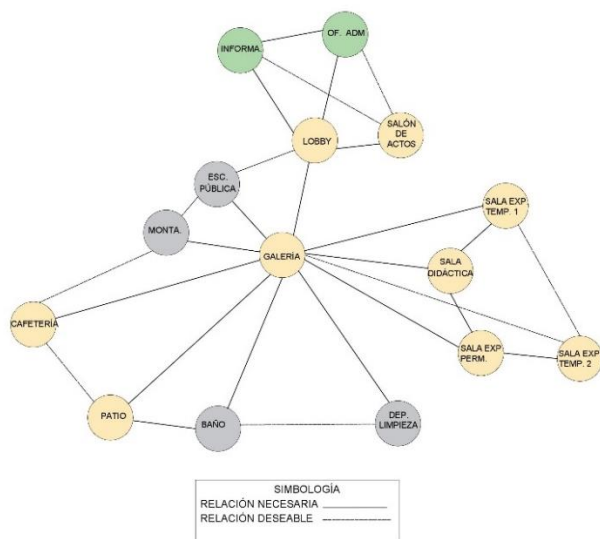 OF. ADM
INFORMA.
SALÓN
DE
ACTOS
LOBBY
ESC.
PÚBLICA
MONTA.
SALA EXP
TEMP. 1
GALERÍA
SALA
DIDÁCTICA
CAFETERÍA
SALA EXP
PERM.
SALA EXP
TEMP. 2
PATIO
BAÑO
DEP.
LIMPIEZA
SIMBOLOGÍA
RELACIÓN NECESARIA
RELACIÓN DESEABLE